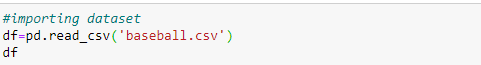 #importing dataset
df=pd.read_csv('baseball.csv')
df